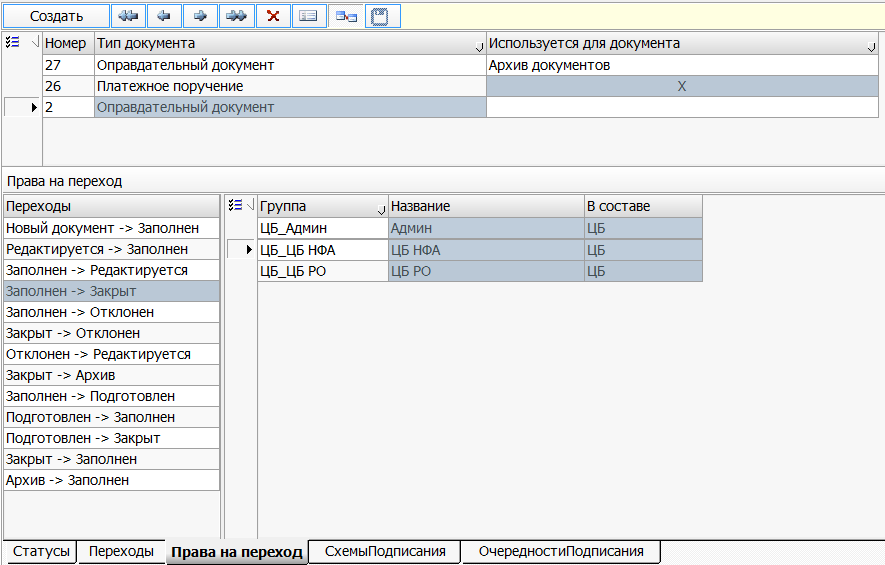 Создать
Номер Тип документа Используется для документа
27 Оправдательный документ Архив документов
26 Платежное поручение X
2 Оправдательный документ
Права на переход
Переходы Группа Название В составе
Новый документ -> Заполнен ЦБ_Админ Админ ЦБ
Редактируется -> Заполнен ЦБ_ЦБ НФА ЦБ НФА ЦБ
Заполнен -> Редактируется ЦБ_ЦБ РО ЦБ РО ЦБ
Заполнен -> Закрыт
Заполнен -> Отклонен
Закрыт -> Отклонен
Отклонен -> Редактируется
Закрыт -> Архив
Заполнен -> Подготовлен
Подготовлен -> Заполнен
Подготовлен -> Закрыт
Закрыт -> Заполнен
Архив -> Заполнен
Статусы Переходы Права на переход СхемыПодписания ОчередностиПодписания